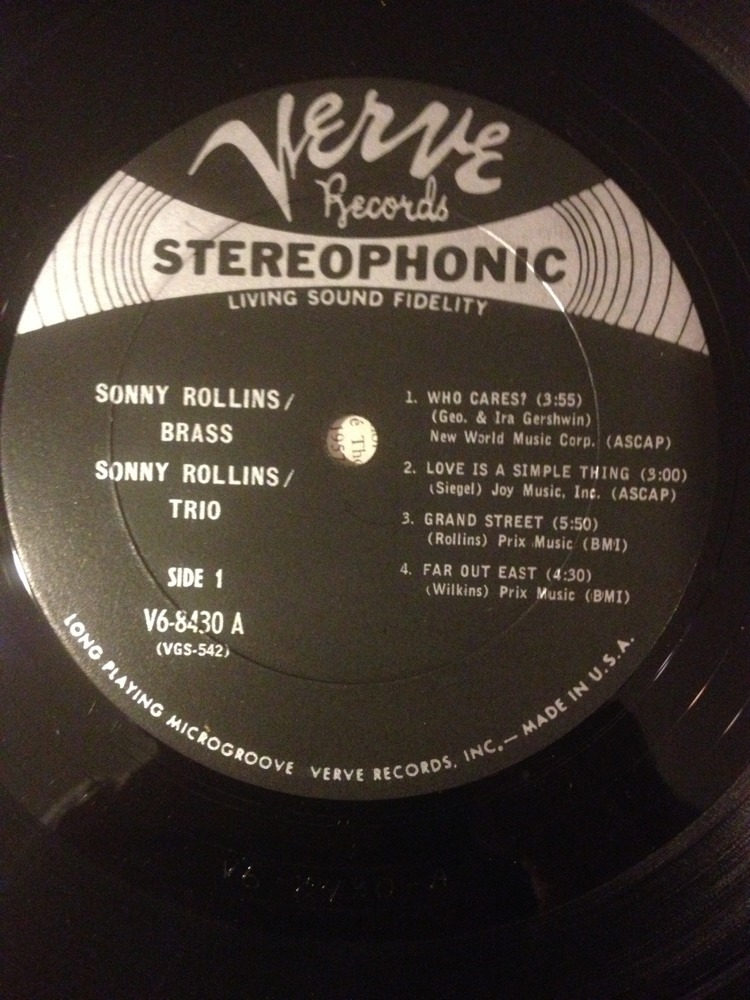 Verve
Records
STEREOPHONIC
LIVING SOUND FIDELITY
SONNY ROLLINS/
BRASS
SONNY ROLLINS/
TRIO
SIDE 1
V6-8430 A
(VGS-542)
1. WHO CARES? (3:55)
(Geo. & Ira Gershwin)
New World Music Corp. (ASCAP)
2. LOVE IS A SIMPLE THING (3:00)
(Siegel) Joy Music, Inc. (ASCAP)
3. GRAND STREET (5:50)
(Rollins) Prix Music (BMI)
4. FAR OUT EAST (4:30)
(Wilkins) Prix Music (BMI)
LONG PLAYING MICROGROOVE VERVE RECORDS, INC.— MADE IN U.S.A.